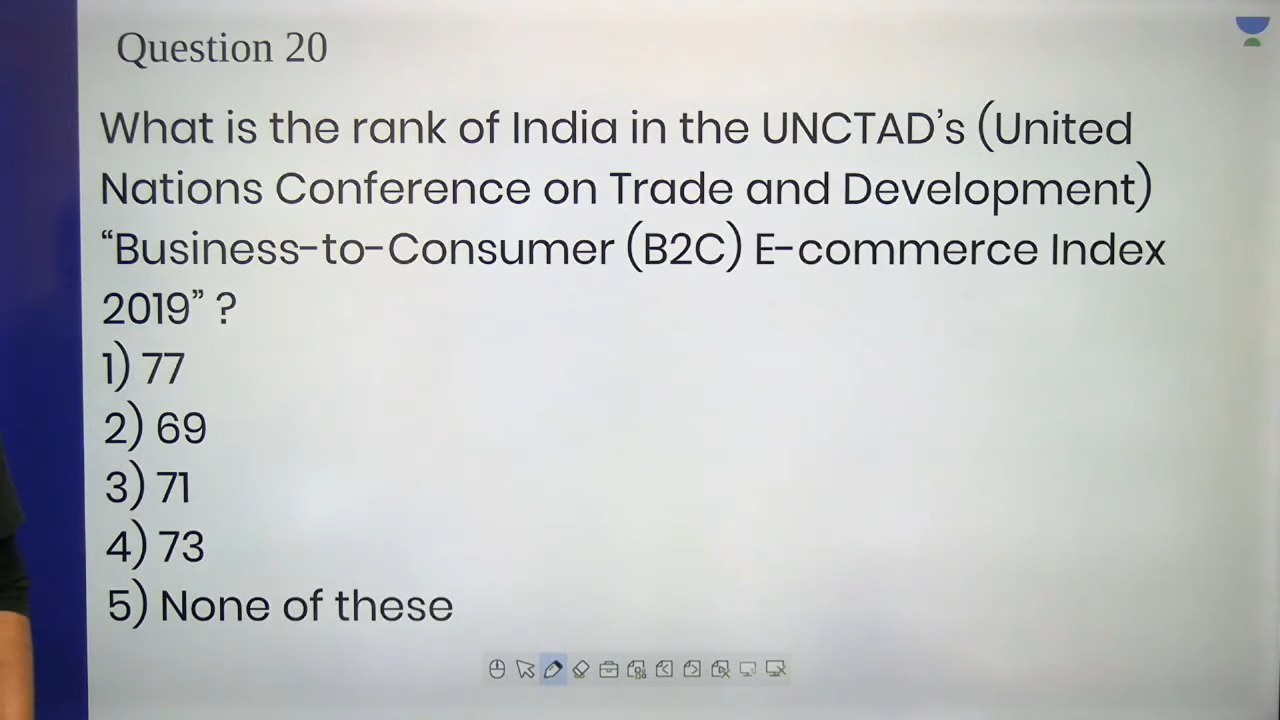 Question 20
What is the rank of India in the UNCTAD’s (United
Nations Conference on Trade and Development)
“Business-to-Consumer (B2C) E-commerce Index
2019” ?
1) 77
2) 69
3) 71
4) 73
5) None of these